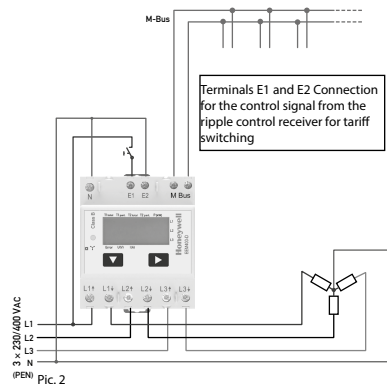 M-Bus
Terminals E1 and E2 Connection
for the control signal from the
ripple control receiver for tariff
switching
N E1 E2 M Bus
Class B
Honeywell
L1↑ L1↓ L2↑ L2↓ L3↑ L3↓
3 × 230/400 VAC
L1
L2
L3
N
(PEN)
Pic. 2